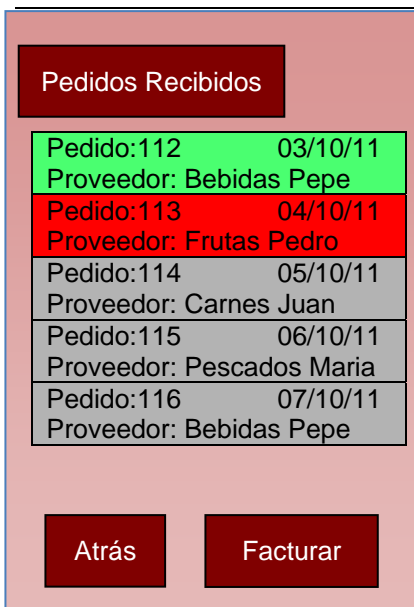 Pedidos Recibidos
Pedido:112 03/10/11
Proveedor: Bebidas Pepe
Pedido:113 04/10/11
Proveedor: Frutas Pedro
Pedido:114 05/10/11
Proveedor: Carnes Juan
Pedido:115 06/10/11
Proveedor: Pescados Maria
Pedido:116 07/10/11
Proveedor: Bebidas Pepe
Atrás Facturar